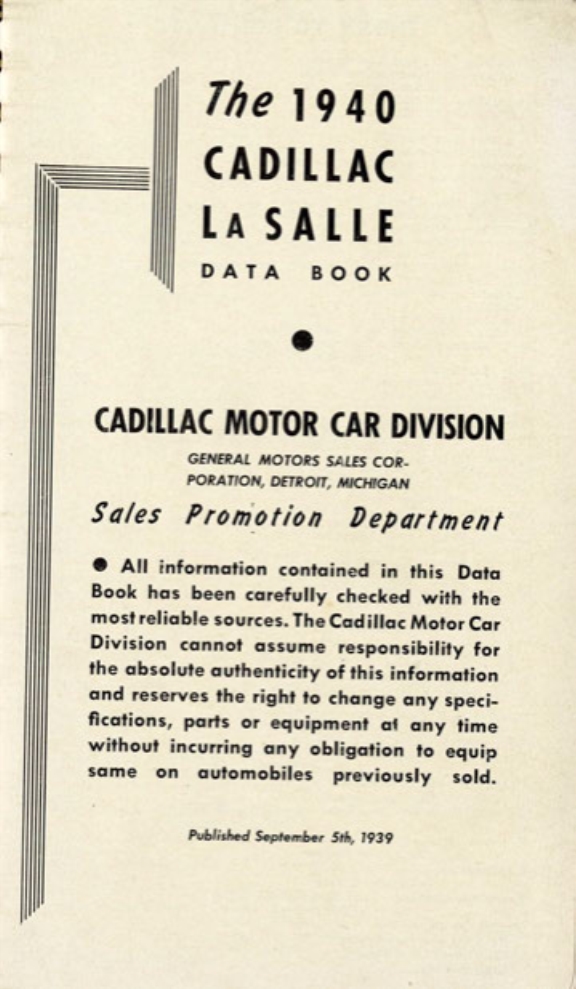 The 1940
CADILLAC
LA SALLE
DATA BOOK
CADILLAC MOTOR CAR DIVISION
GENERAL MOTORS SALES COR-
PORATION, DETROIT, MICHIGAN
Sales Promotion Department
● All information contained in this Data
Book has been carefully checked with the
most reliable sources. The Cadillac Motor Car
Division cannot assume responsibility for
the absolute authenticity of this information
and reserves the right to change any speci-
fications, parts or equipment at any time
without incurring any obligation to equip
same on automobiles previously sold.
Published September 5th, 1939